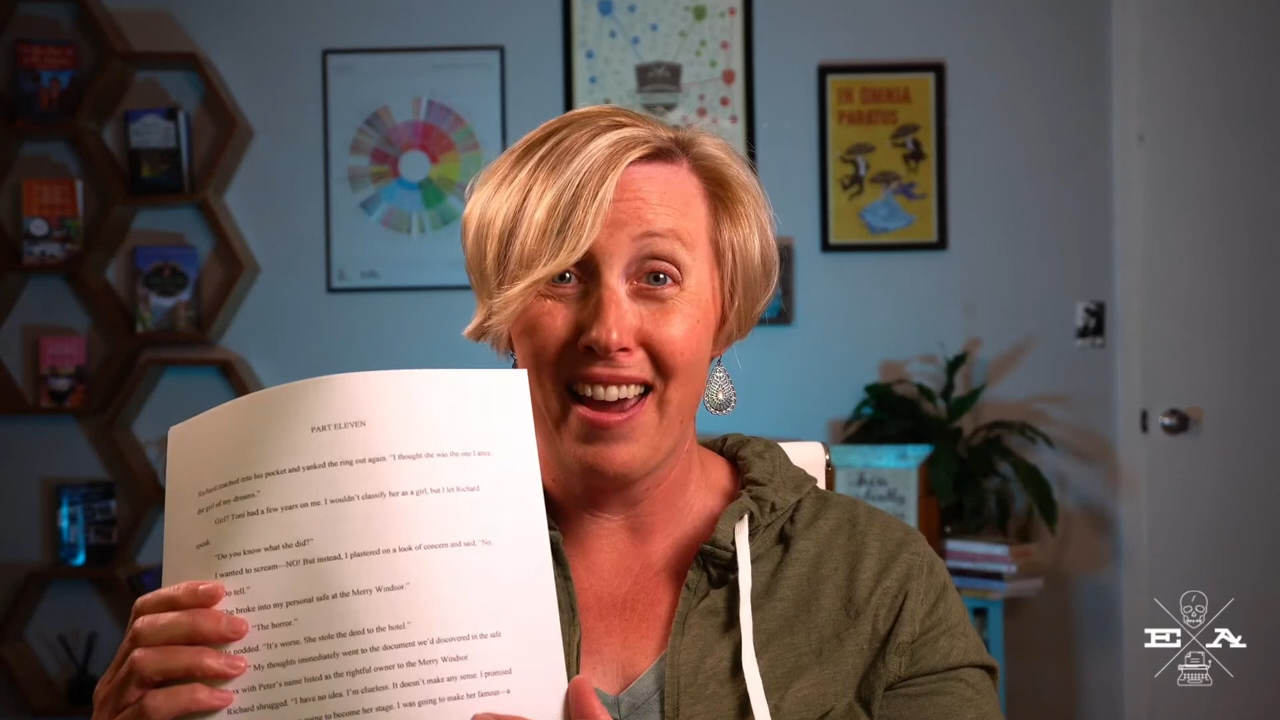 IN OMNIA
PARATUS
PART ELEVEN
Richard reached into his pocket and yanked the ring out again. "I thought she was the one Lance,
the girl of my dreams."
Girl? Toni had a few years on me. I wouldn't classify her as a girl, but I let Richard
speak.
"Do you know what she did?"
I wanted to scream—NO! But instead, I plastered on a look of concern and said, "No.
Do tell."
She broke into my personal safe at the Merry Windsor."
"The horror."
He nodded. "It's worse. She stole the deed to the hotel."
My thoughts immediately went to the document we'd discovered in the safe
box with Peter's name listed as the rightful owner to the Merry Windsor
Richard shrugged. "I have no idea. I'm clueless. It doesn't make any sense. I promised
going to become her stage. I was going to make her famous—a
E A